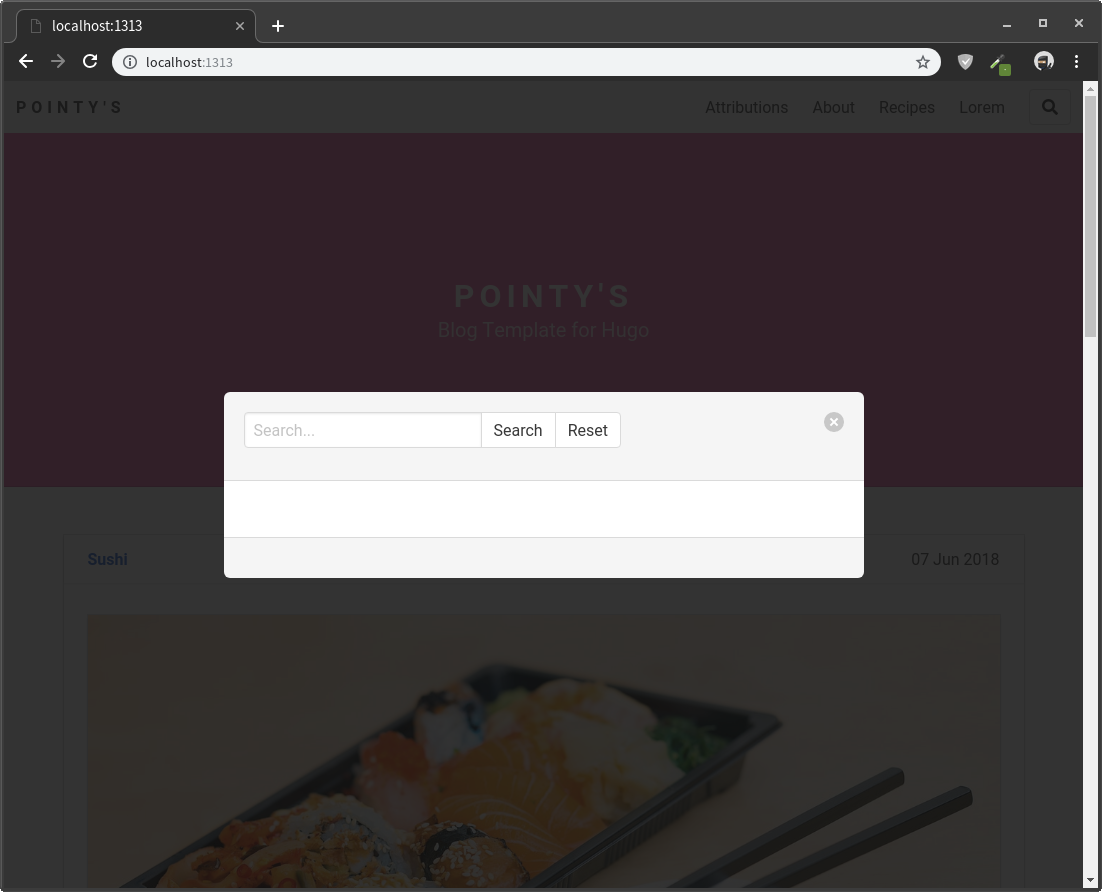 localhost:1313
localhost:1313
POINTY'S
Attributions About Recipes Lorem
POINTY'S
Blog Template for Hugo
Search... Search Reset
Sushi 07 Jun 2018